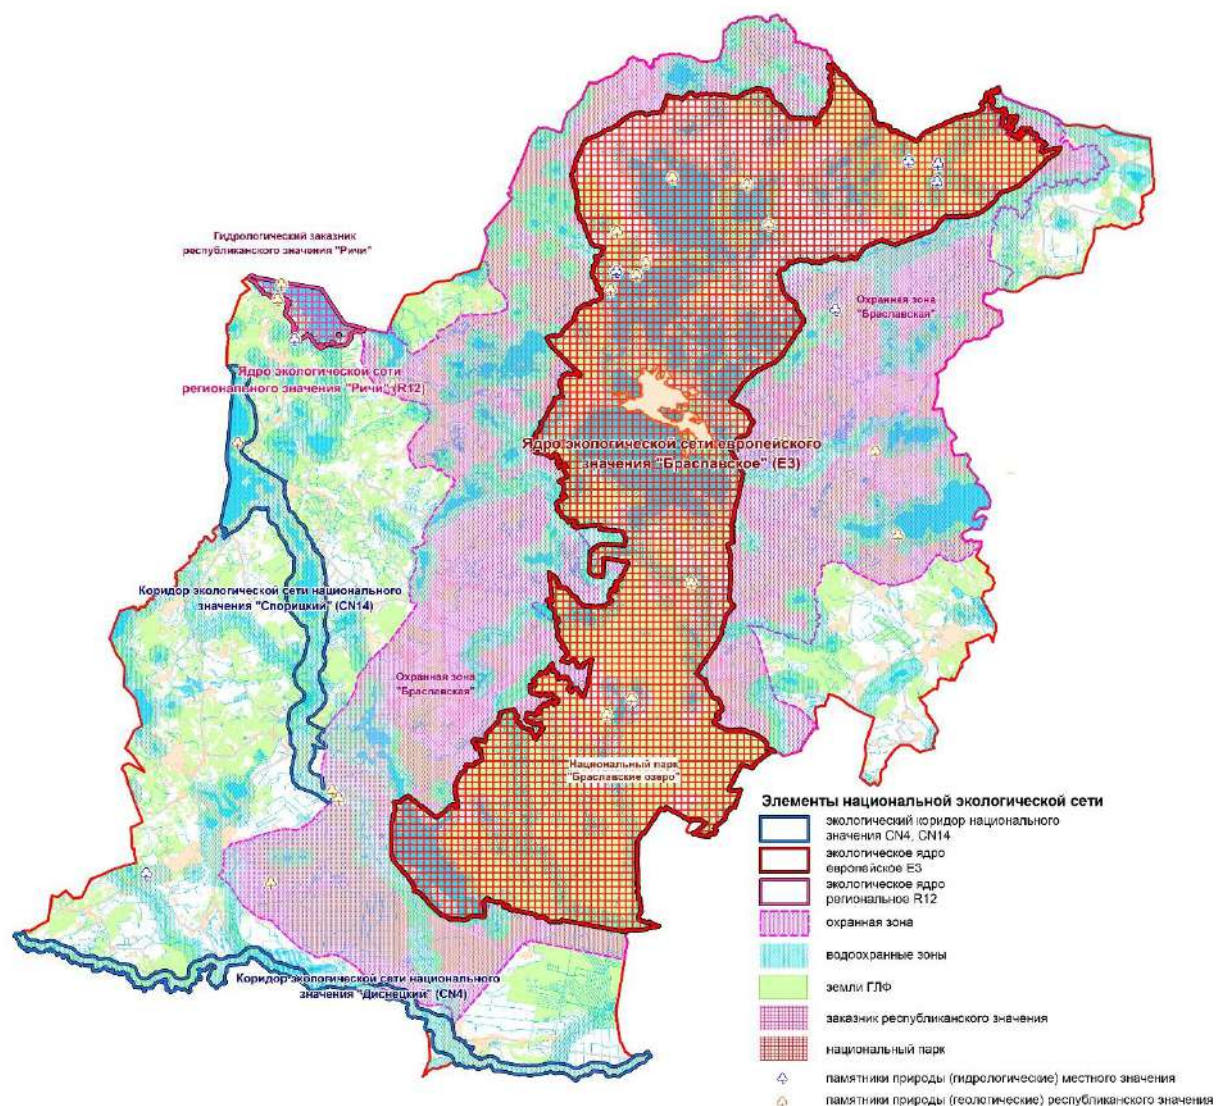 Гидрологический заказник
республиканского значения "Ричи"
Охранная зона
"Браславская"
Ядро экологической сети
регионального значения "Ричи" (R12)
Ядро экологической сети европейского
значения "Браславское" (E3)
Коридор экологической сети национального
значения "Спорицкий" (CN14)
Охранная зона
"Браславская"
Национальный парк
"Браславские озеро"
Коридор экологической сети национального
значения "Диснецкий" (CN4)
Элементы национальной экологической сети
экологический коридор национального
значения CN4, CN14
экологическое ядро
европейское E3
экологическое ядро
региональное R12
охранная зона
водоохранные зоны
земли ГЛФ
заказник республиканского значения
национальный парк
памятники природы (гидрологические) местного значения
памятники природы (геологические) республиканского значения